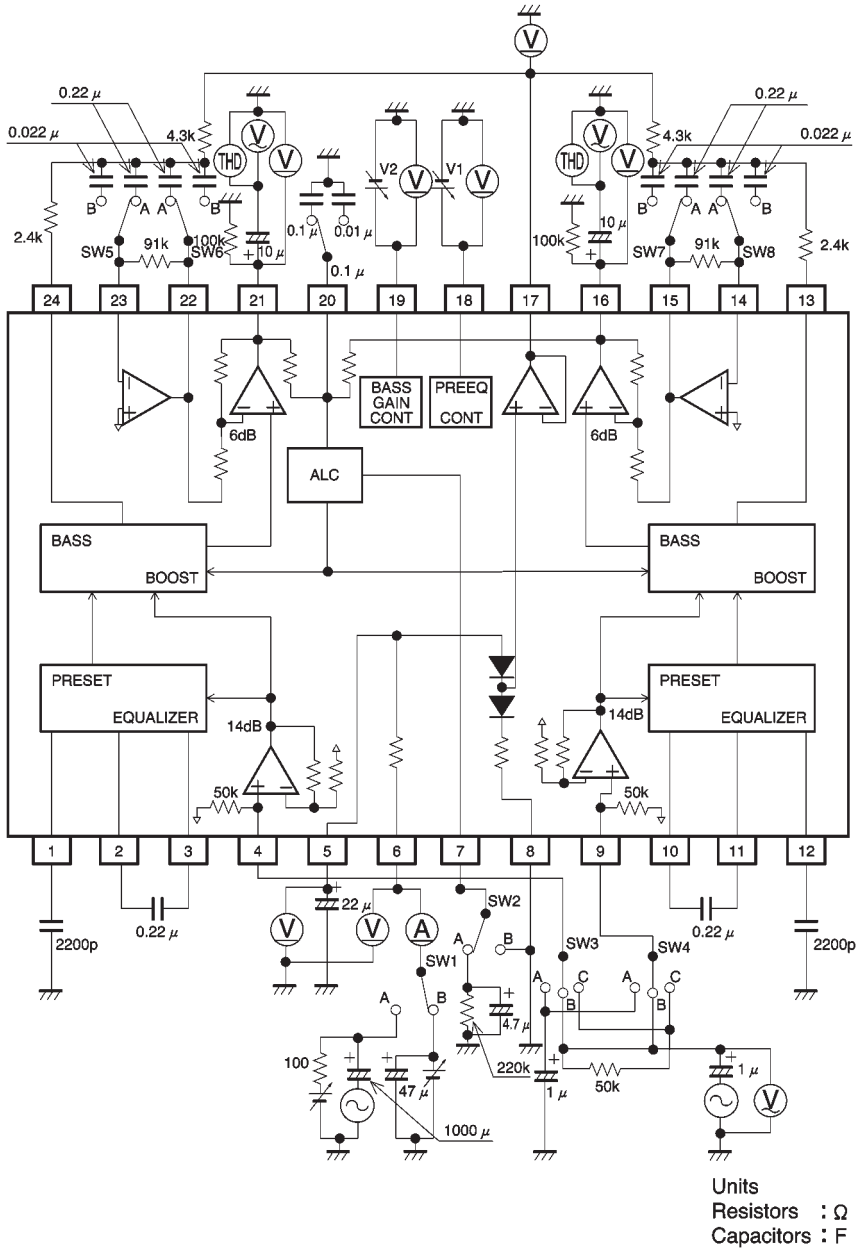 V
0.22 μ
0.22 μ
0.022 μ
4.3k
THD
V
V
V2
V
V1
V
THD
V
V
4.3k
0.022 μ
B
A
A
B
0.1 μ
0.01 μ
B
A
A
B
2.4k
SW5
91k
SW6
100k
10 μ
+
0.1 μ
100k
10 μ
+
SW7
91k
SW8
2.4k
24
23
22
21
20
19
18
17
16
15
14
13
BASS
GAIN
CONT
PREEQ
CONT
6dB
6dB
ALC
BASS
BOOST
BASS
BOOST
PRESET
EQUALIZER
PRESET
EQUALIZER
14dB
14dB
50k
50k
1
2
3
4
5
6
7
8
9
10
11
12
2200p
0.22 μ
V
+
22 μ
V
A
SW1
SW2
A
B
SW3
SW4
0.22 μ
2200p
A
B
C
A
B
C
A
B
+
4.7 μ
220k
100
+
+
47 μ
1000 μ
+
1 μ
50k
+
1 μ
V
Units
Resistors : Ω
Capacitors : F